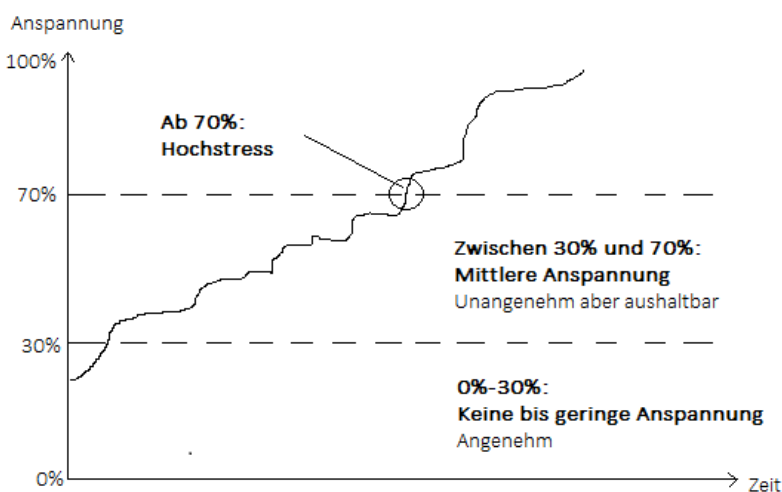 Anspannung
100%
Ab 70%:
Hochstress
70%
Zwischen 30% und 70%:
Mittlere Anspannung
Unangenehm aber aushaltbar
30%
0%-30%:
Keine bis geringe Anspannung
Angenehm
0%
Zeit